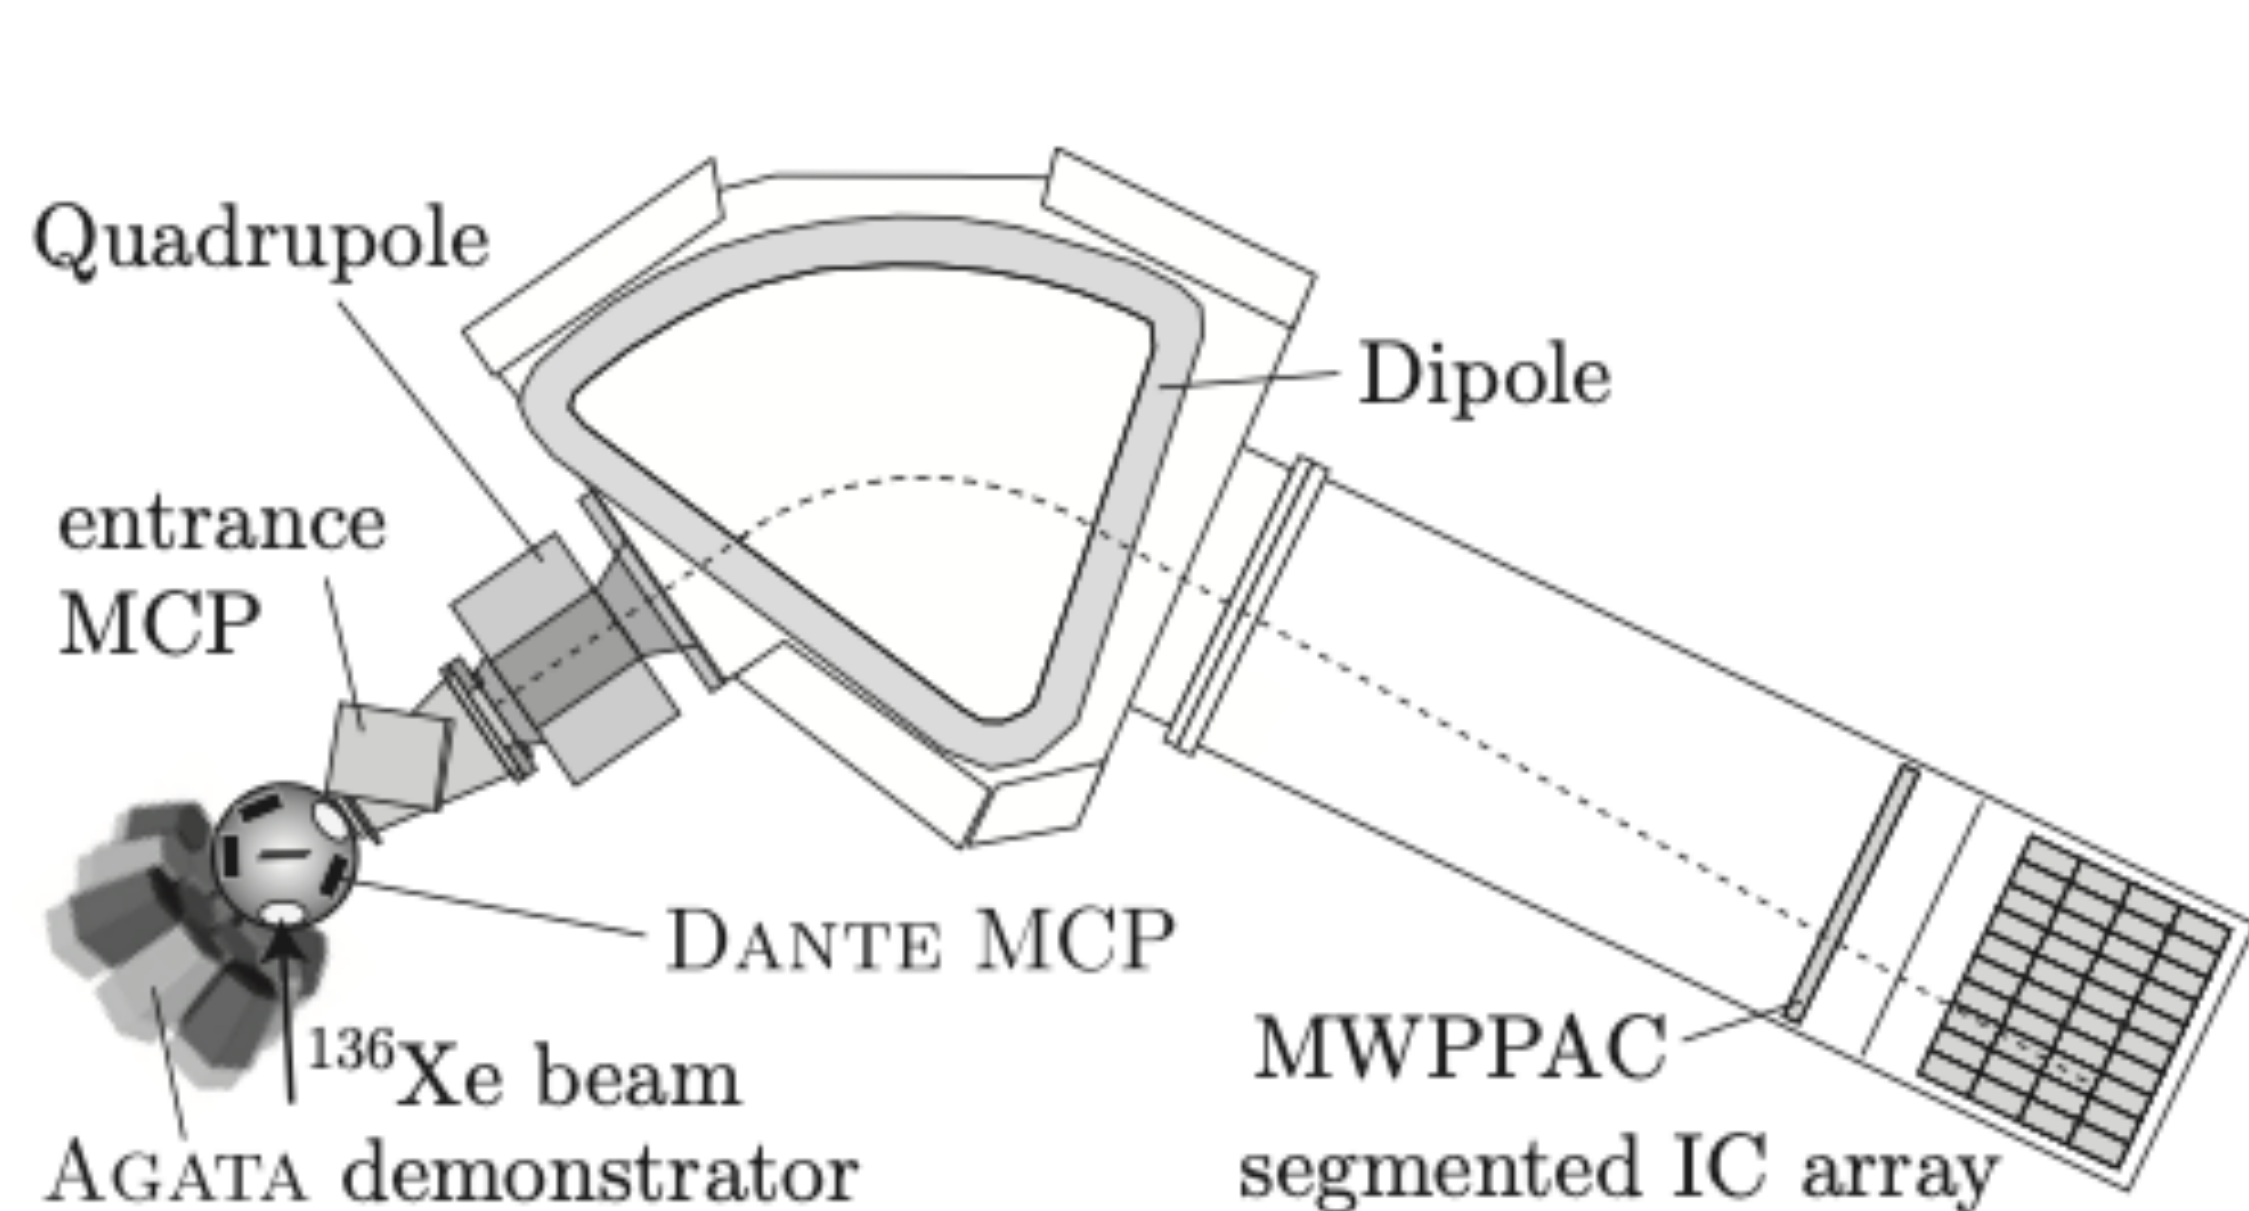 Quadrupole
Dipole
entrance
MCP
DANTE MCP
136Xe beam
MWPPAC
AGATA demonstrator
segmented IC array